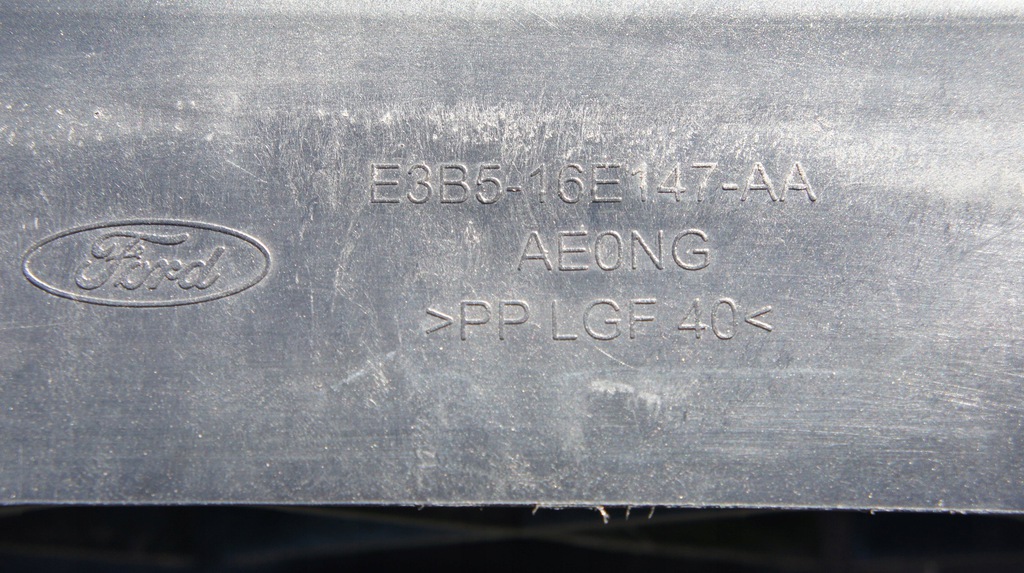 Ford
E3B5-16E147-AA
AE0NG
>PP LGF 40<